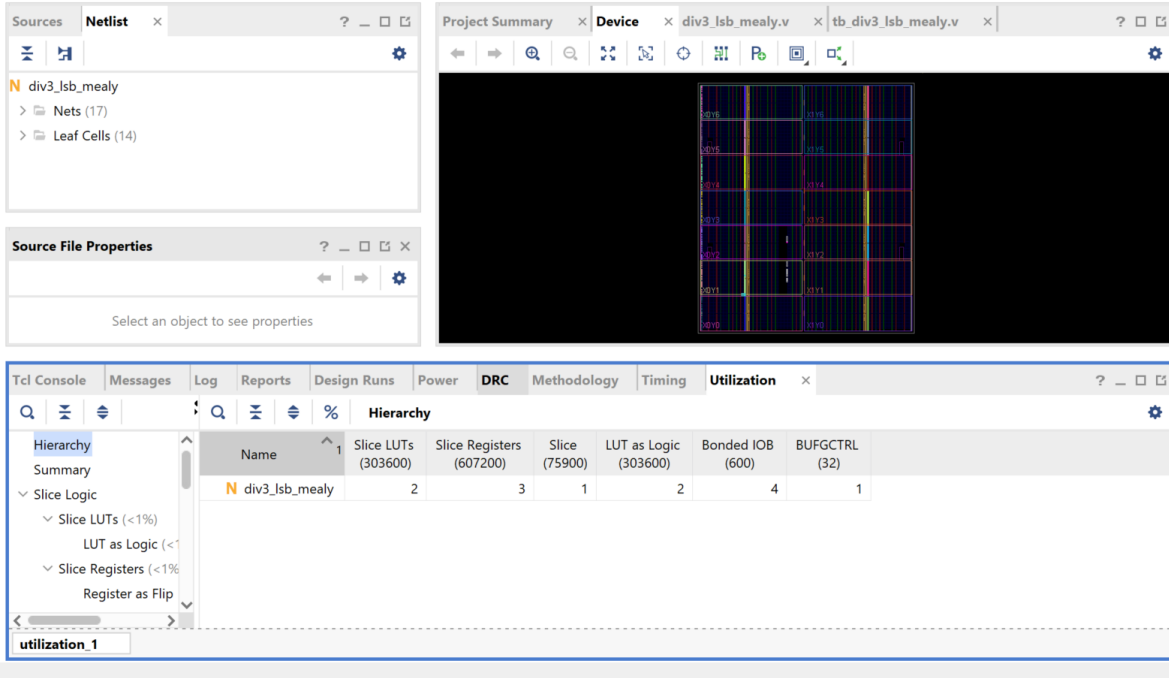 Sources Netlist × ? _
N div3_lsb_mealy
Nets (17)
Leaf Cells (14)
Source File Properties ? _ ×
Select an object to see properties
Project Summary × Device × div3_lsb_mealy.v × tb_div3_lsb_mealy.v × ?
X0Y6 X1Y6
X0Y5 X1Y5
X0Y4 X1Y4
X0Y3 X1Y3
X0Y2 X1Y2
X0Y1 X1Y1
X0Y0 X1Y0
Tcl Console Messages Log Reports Design Runs Power DRC Methodology Timing Utilization × ? _
% Hierarchy
Hierarchy
Summary
Slice Logic
Slice LUTs (<1%)
LUT as Logic (<1
Slice Registers (<1%
Register as Flip
Name 1 Slice LUTs (303600) Slice Registers (607200) Slice (75900) LUT as Logic (303600) Bonded IOB (600) BUFGCTRL (32)
N div3_lsb_mealy 2 3 1 2 4 1
utilization_1